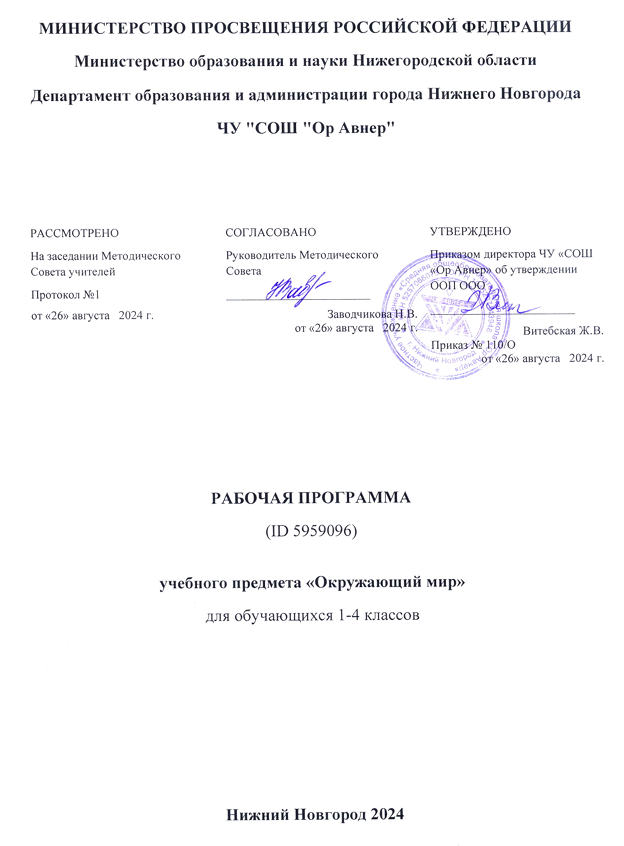 МИНИСТЕРСТВО ПРОСВЕЩЕНИЯ РОССИЙСКОЙ ФЕДЕРАЦИИ
Министерство образования и науки Нижегородской области
Департамент образования и администрации города Нижнего Новгорода
ЧУ "СОШ "Ор Авнер"
РАССМОТРЕНО
На заседании Методического
Совета учителей
Протокол №1
от «26» августа 2024 г.
СОГЛАСОВАНО
Руководитель Методического
Совета
Заводчикова Н.В.
от «26» августа 2024 г.
УТВЕРЖДЕНО
Приказом директора ЧУ «СОШ
«Ор Авнер» об утверждении
ООП ООО
Витебская Ж.В.
Приказ № 110/О
от «26» августа 2024 г.
г. Нижний Новгород
РАБОЧАЯ ПРОГРАММА
(ID 5959096)
учебного предмета «Окружающий мир»
для обучающихся 1-4 классов
Нижний Новгород 2024